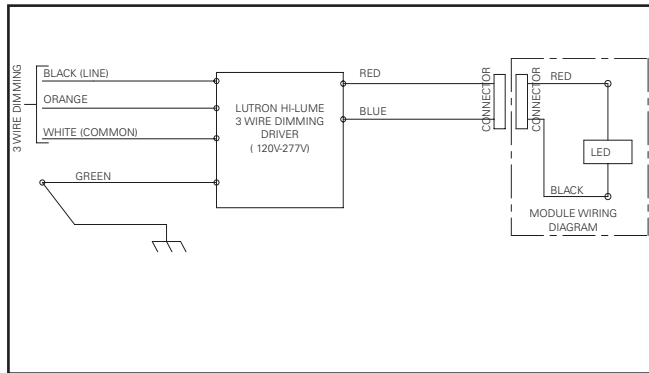 3 WIRE DIMMING
BLACK (LINE)
ORANGE
WHITE (COMMON)
GREEN
LUTRON HI-LUME
3 WIRE DIMMING
DRIVER
( 120V-277V)
RED
BLUE
CONNECTOR
CONNECTOR
RED
LED
BLACK
MODULE WIRING
DIAGRAM